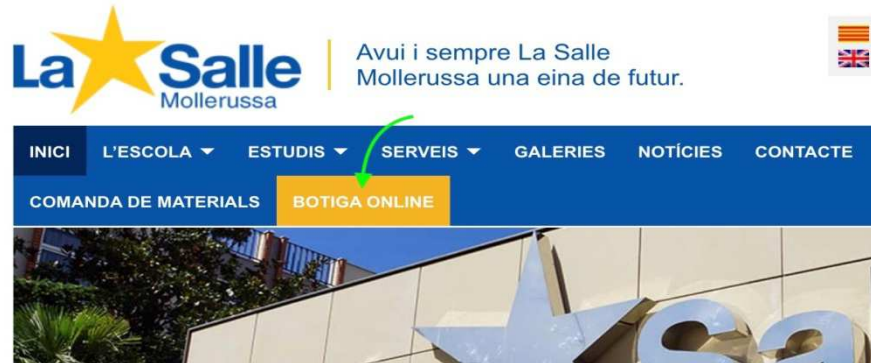 La Salle
Mollerussa
Avui i sempre La Salle
Mollerussa una eina de futur.
INICI L'ESCOLA ESTUDIS SERVEIS GALERIES NOTÍCIES CONTACTE
COMANDA DE MATERIALS BOTIGA ONLINE
Sa